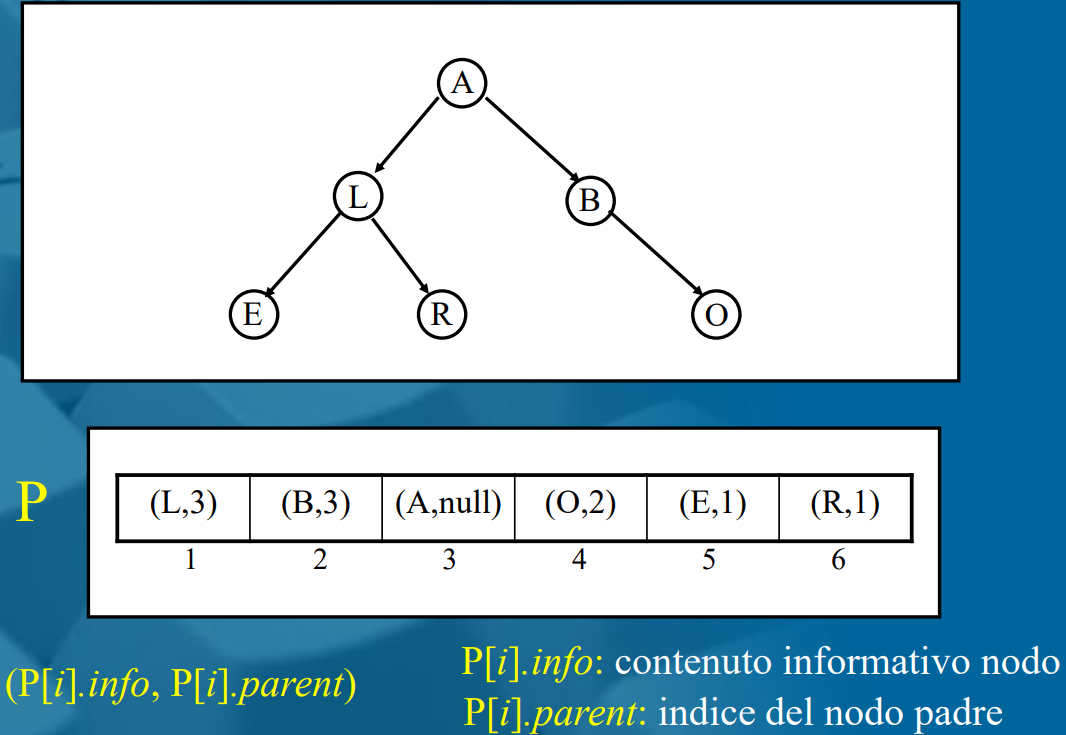 A
L
B
E
R
O
P
(L,3) (B,3) (A,null) (O,2) (E,1) (R,1)
1 2 3 4 5 6
(P[i].info, P[i].parent)
P[i].info: contenuto informativo nodo
P[i].parent: indice del nodo padre